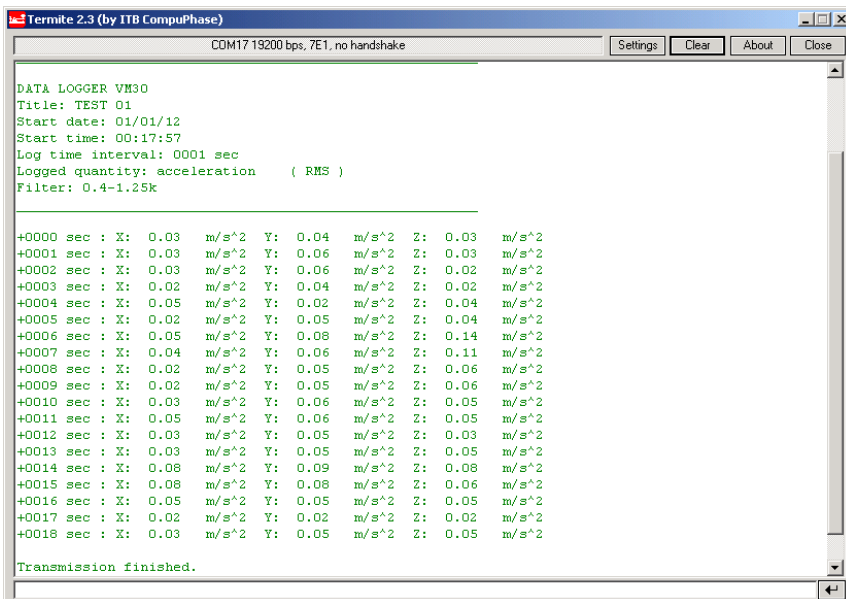 Termite 2.3 (by ITB CompuPhase)
COM17 19200 bps, 7E1, no handshake Settings Clear About Close
DATA LOGGER VM30
Title: TEST 01
Start date: 01/01/12
Start time: 00:17:57
Log time interval: 0001 sec
Logged quantity: acceleration ( RMS )
Filter: 0.4-1.25k
+0000 sec : X: 0.03 m/s^2 Y: 0.04 m/s^2 Z: 0.03 m/s^2
+0001 sec : X: 0.03 m/s^2 Y: 0.06 m/s^2 Z: 0.03 m/s^2
+0002 sec : X: 0.03 m/s^2 Y: 0.06 m/s^2 Z: 0.02 m/s^2
+0003 sec : X: 0.02 m/s^2 Y: 0.04 m/s^2 Z: 0.02 m/s^2
+0004 sec : X: 0.05 m/s^2 Y: 0.02 m/s^2 Z: 0.04 m/s^2
+0005 sec : X: 0.02 m/s^2 Y: 0.05 m/s^2 Z: 0.04 m/s^2
+0006 sec : X: 0.05 m/s^2 Y: 0.08 m/s^2 Z: 0.14 m/s^2
+0007 sec : X: 0.04 m/s^2 Y: 0.06 m/s^2 Z: 0.11 m/s^2
+0008 sec : X: 0.02 m/s^2 Y: 0.05 m/s^2 Z: 0.06 m/s^2
+0009 sec : X: 0.02 m/s^2 Y: 0.05 m/s^2 Z: 0.06 m/s^2
+0010 sec : X: 0.03 m/s^2 Y: 0.06 m/s^2 Z: 0.05 m/s^2
+0011 sec : X: 0.05 m/s^2 Y: 0.06 m/s^2 Z: 0.05 m/s^2
+0012 sec : X: 0.03 m/s^2 Y: 0.05 m/s^2 Z: 0.03 m/s^2
+0013 sec : X: 0.03 m/s^2 Y: 0.05 m/s^2 Z: 0.05 m/s^2
+0014 sec : X: 0.08 m/s^2 Y: 0.09 m/s^2 Z: 0.08 m/s^2
+0015 sec : X: 0.08 m/s^2 Y: 0.08 m/s^2 Z: 0.06 m/s^2
+0016 sec : X: 0.05 m/s^2 Y: 0.05 m/s^2 Z: 0.05 m/s^2
+0017 sec : X: 0.02 m/s^2 Y: 0.02 m/s^2 Z: 0.02 m/s^2
+0018 sec : X: 0.03 m/s^2 Y: 0.05 m/s^2 Z: 0.05 m/s^2
Transmission finished.